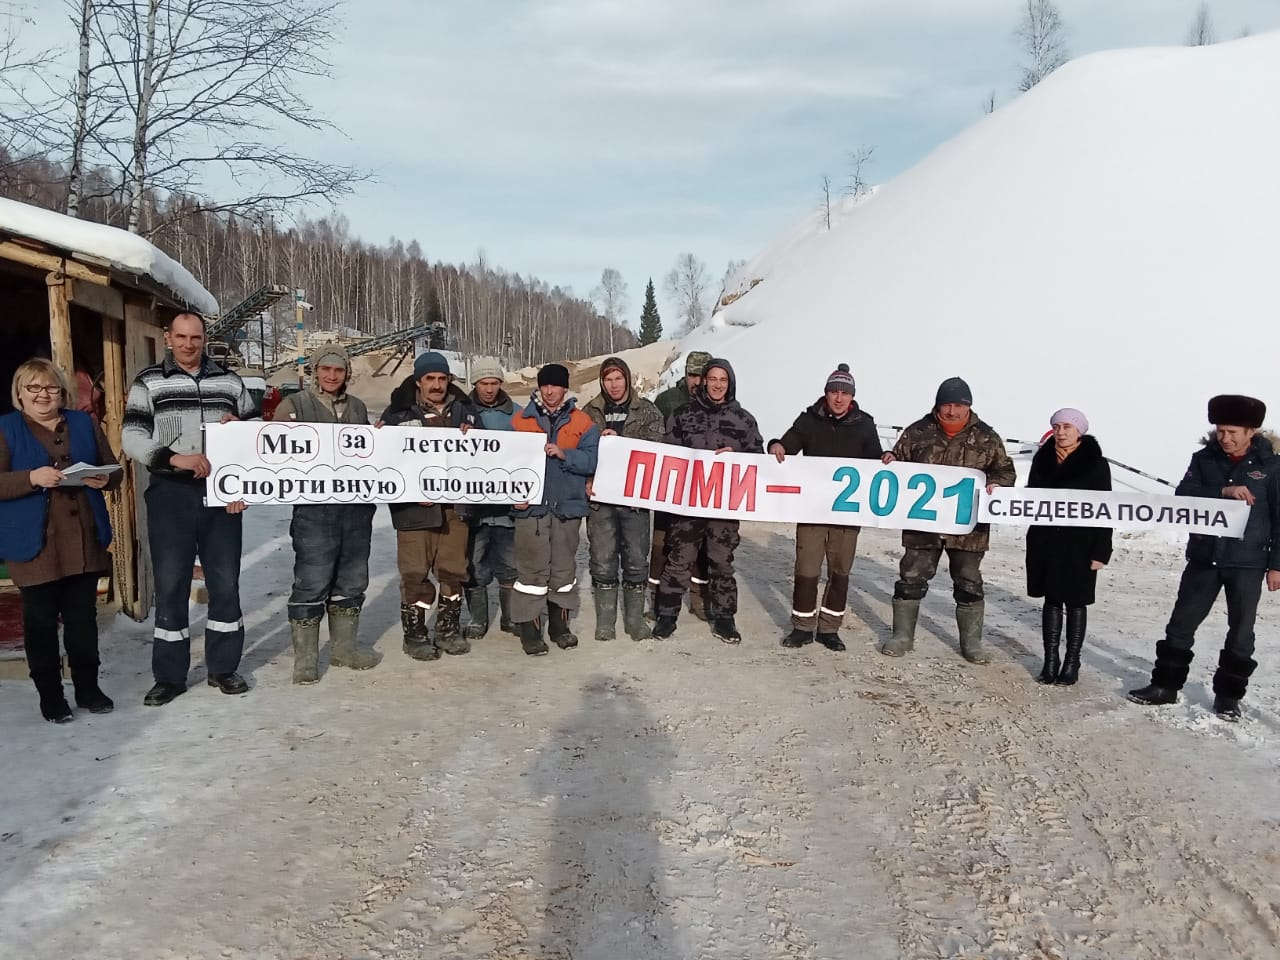 Мы за детскую
Спортивную площадку
ППМИ – 2021
С.БЕДЕЕВА ПОЛЯНА